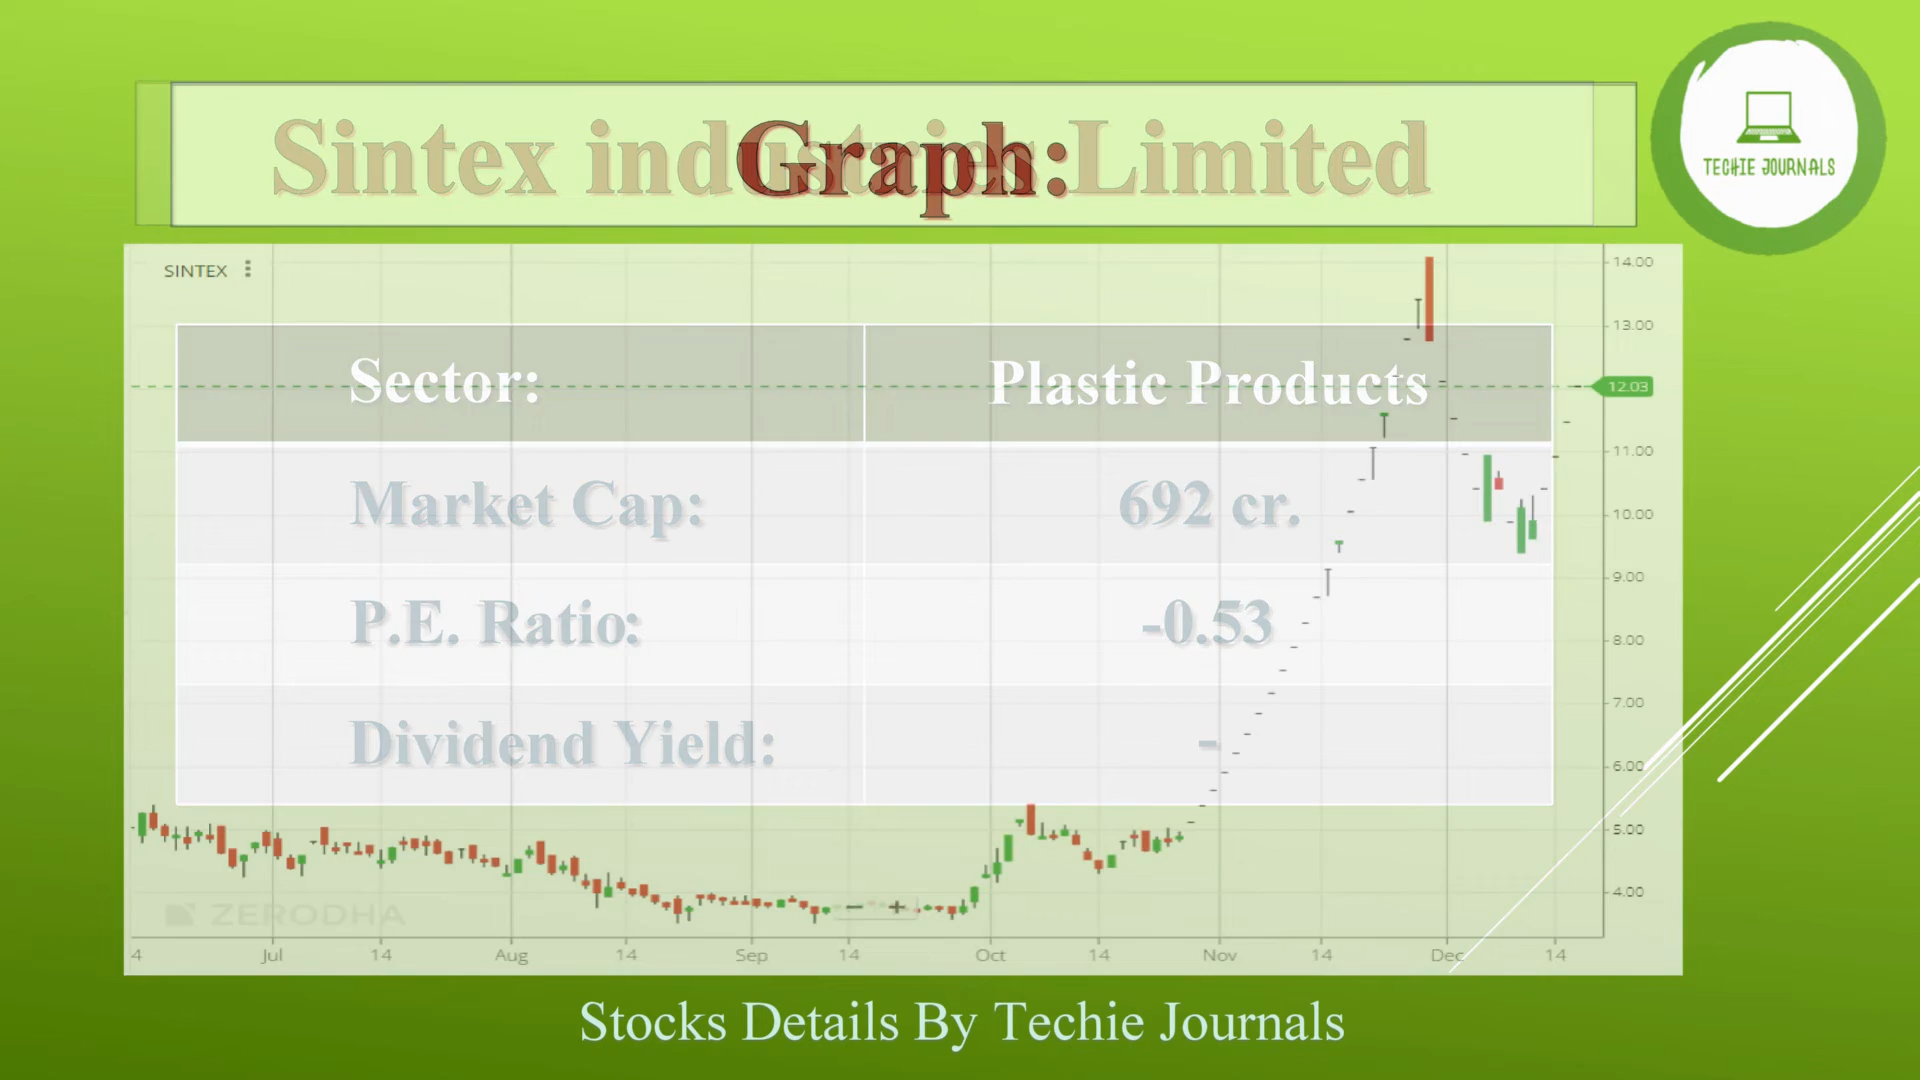 Sintex industries Limited
Graph:
TECHIE JOURNALS
SINTEX
14.00
13.00
12.03
11.00
10.00
9.00
8.00
7.00
6.00
5.00
4.00
Sector: Plastic Products
Market Cap: 692 cr.
P.E. Ratio: -0.53
Dividend Yield: -
ZERODHA
4 Jul 14 Aug 14 Sep 14 Oct 14 Nov 14 Dec 14
Stocks Details By Techie Journals